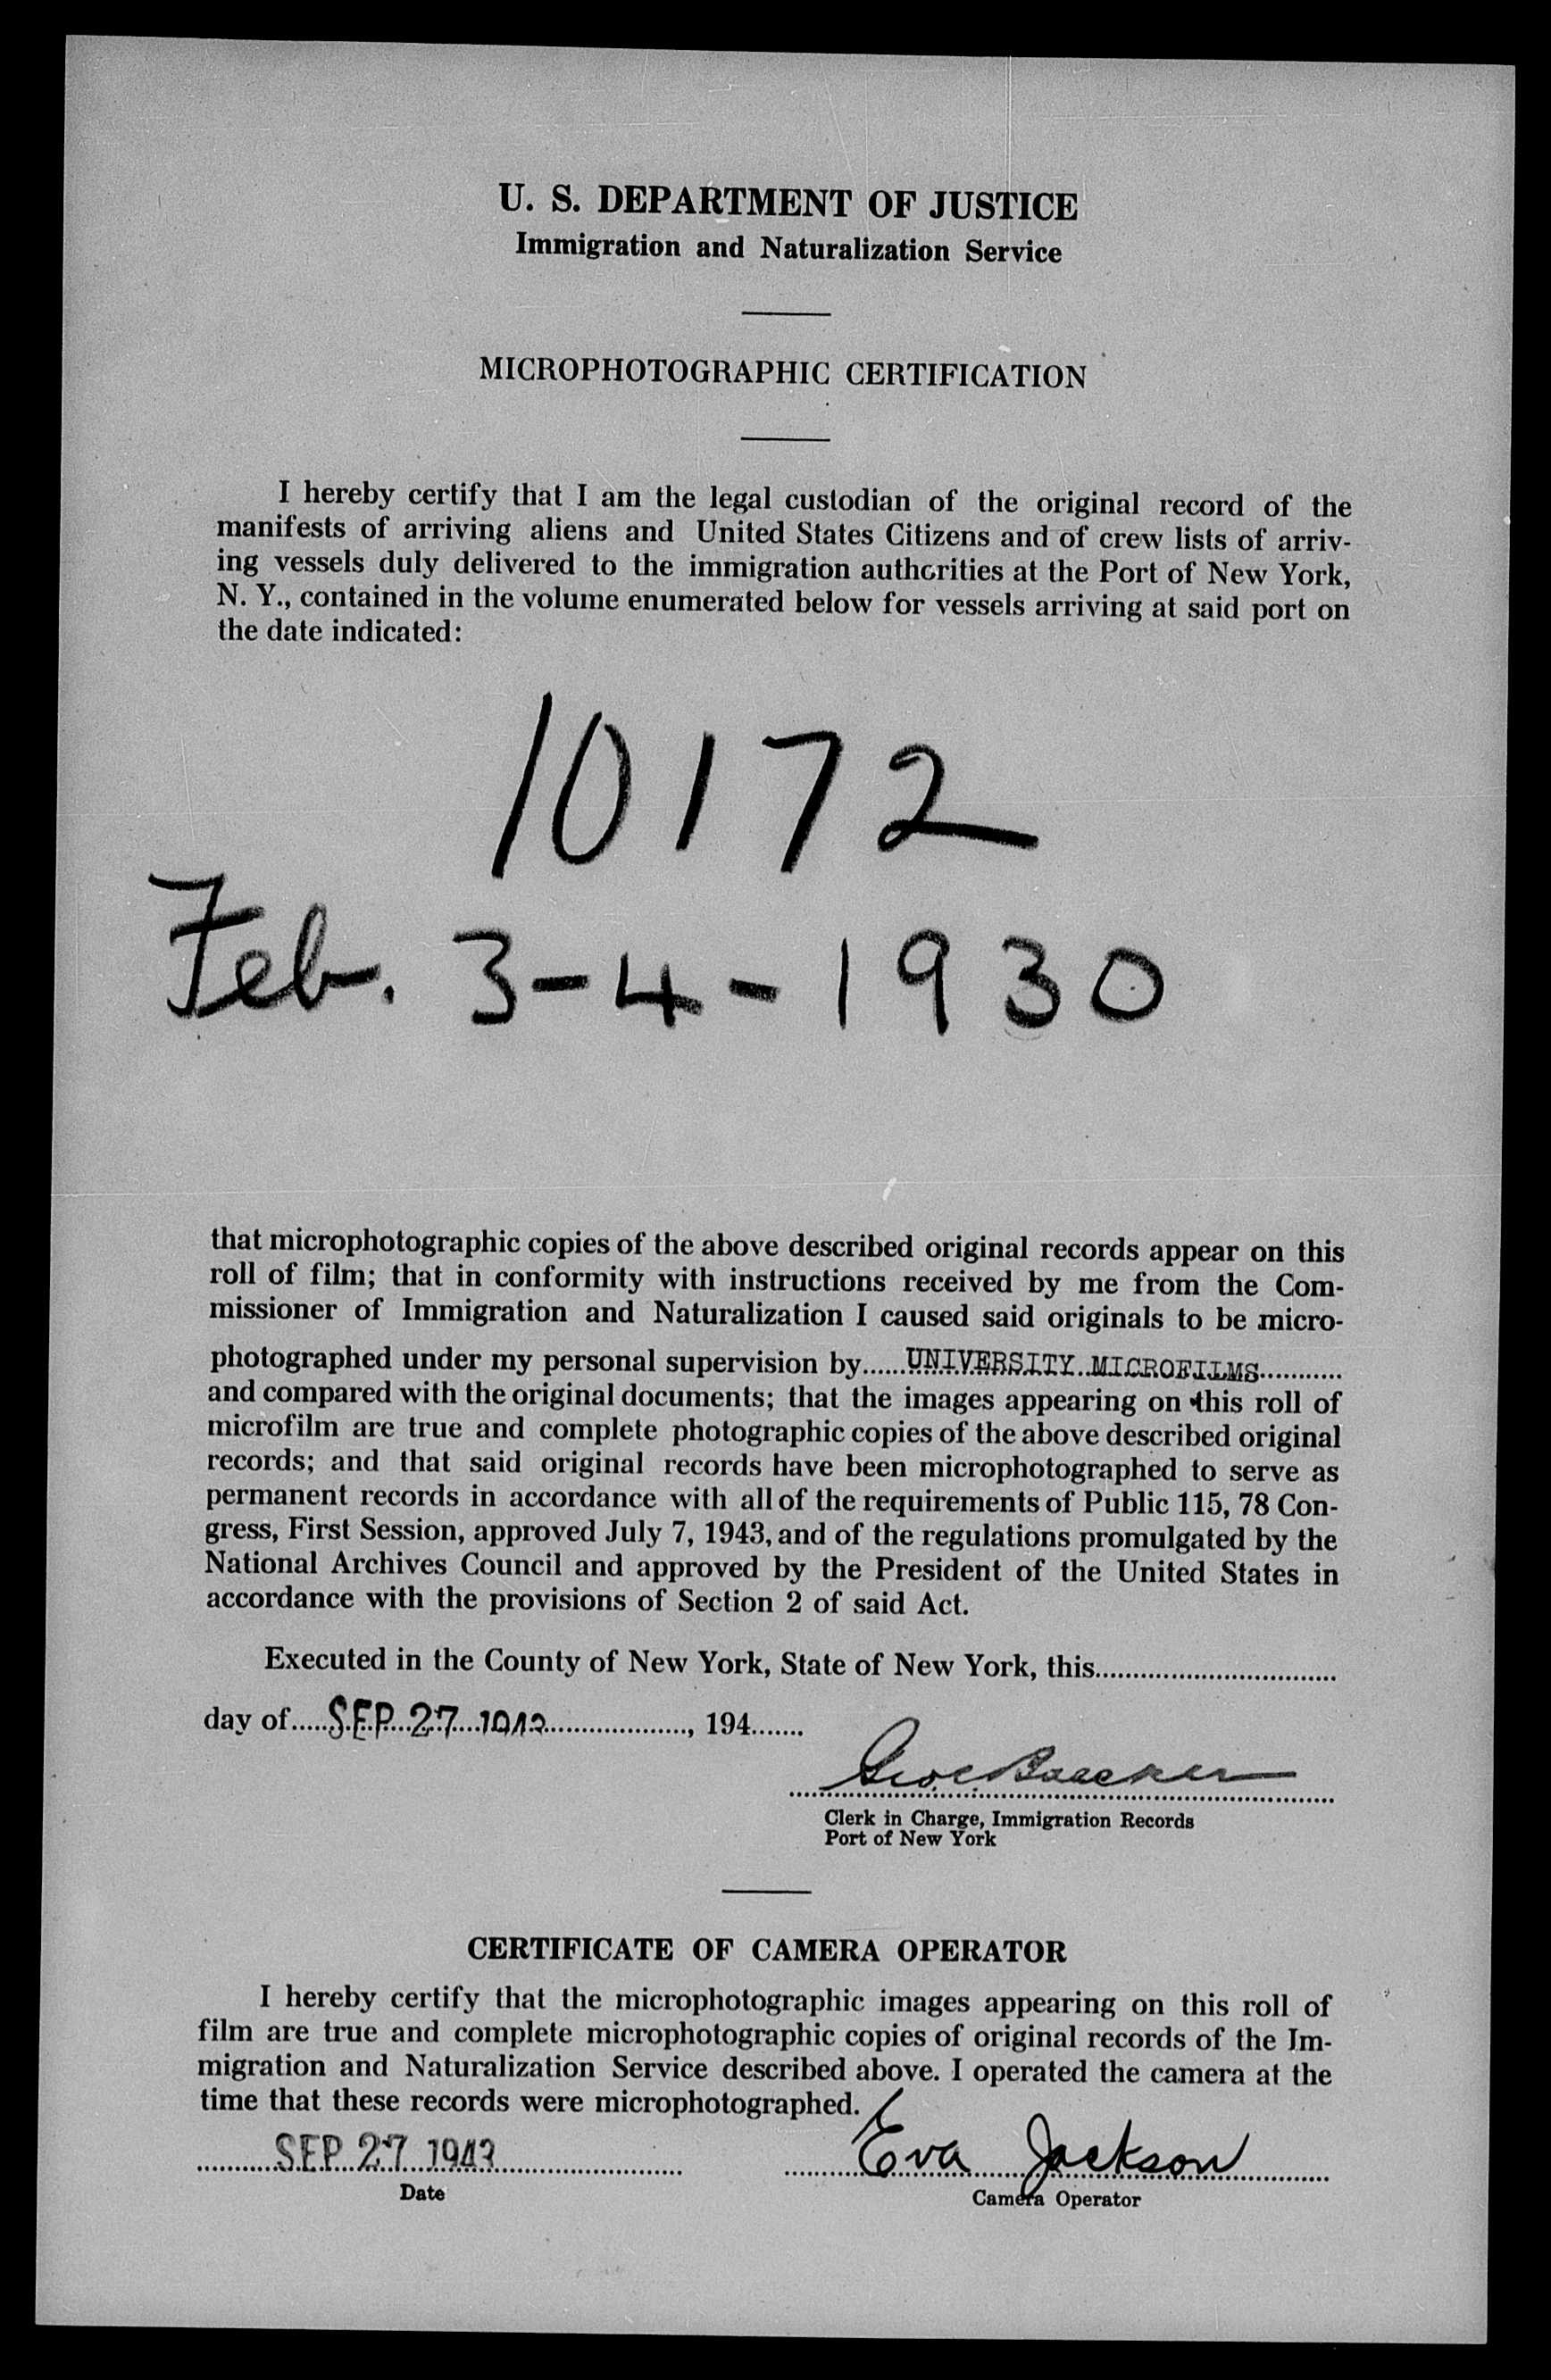 U. S. DEPARTMENT OF JUSTICE
Immigration and Naturalization Service
MICROPHOTOGRAPHIC CERTIFICATION
I hereby certify that I am the legal custodian of the original record of the
manifests of arriving aliens and United States Citizens and of crew lists of arriv-
ing vessels duly delivered to the immigration authorities at the Port of New York,
N. Y., contained in the volume enumerated below for vessels arriving at said port on
the date indicated:
10172
Feb. 3-4-1930
that microphotographic copies of the above described original records appear on this
roll of film; that in conformity with instructions received by me from the Com-
missioner of Immigration and Naturalization I caused said originals to be micro-
photographed under my personal supervision by......UNIVERSITY MICROFILMS...........
and compared with the original documents; that the images appearing on this roll of
microfilm are true and complete photographic copies of the above described original
records; and that said original records have been microphotographed to serve as
permanent records in accordance with all of the requirements of Public 115, 78 Con-
gress, First Session, approved July 7, 1943, and of the regulations promulgated by the
National Archives Council and approved by the President of the United States in
accordance with the provisions of Section 2 of said Act.
Executed in the County of New York, State of New York, this................................
day of.....SEP 27 1943..................., 194.......
Clerk in Charge, Immigration Records
Port of New York
CERTIFICATE OF CAMERA OPERATOR
I hereby certify that the microphotographic images appearing on this roll of
film are true and complete microphotographic copies of original records of the Im-
migration and Naturalization Service described above. I operated the camera at the
time that these records were microphotographed.
SEP 27 1943 Eva Jackson
Date Camera Operator